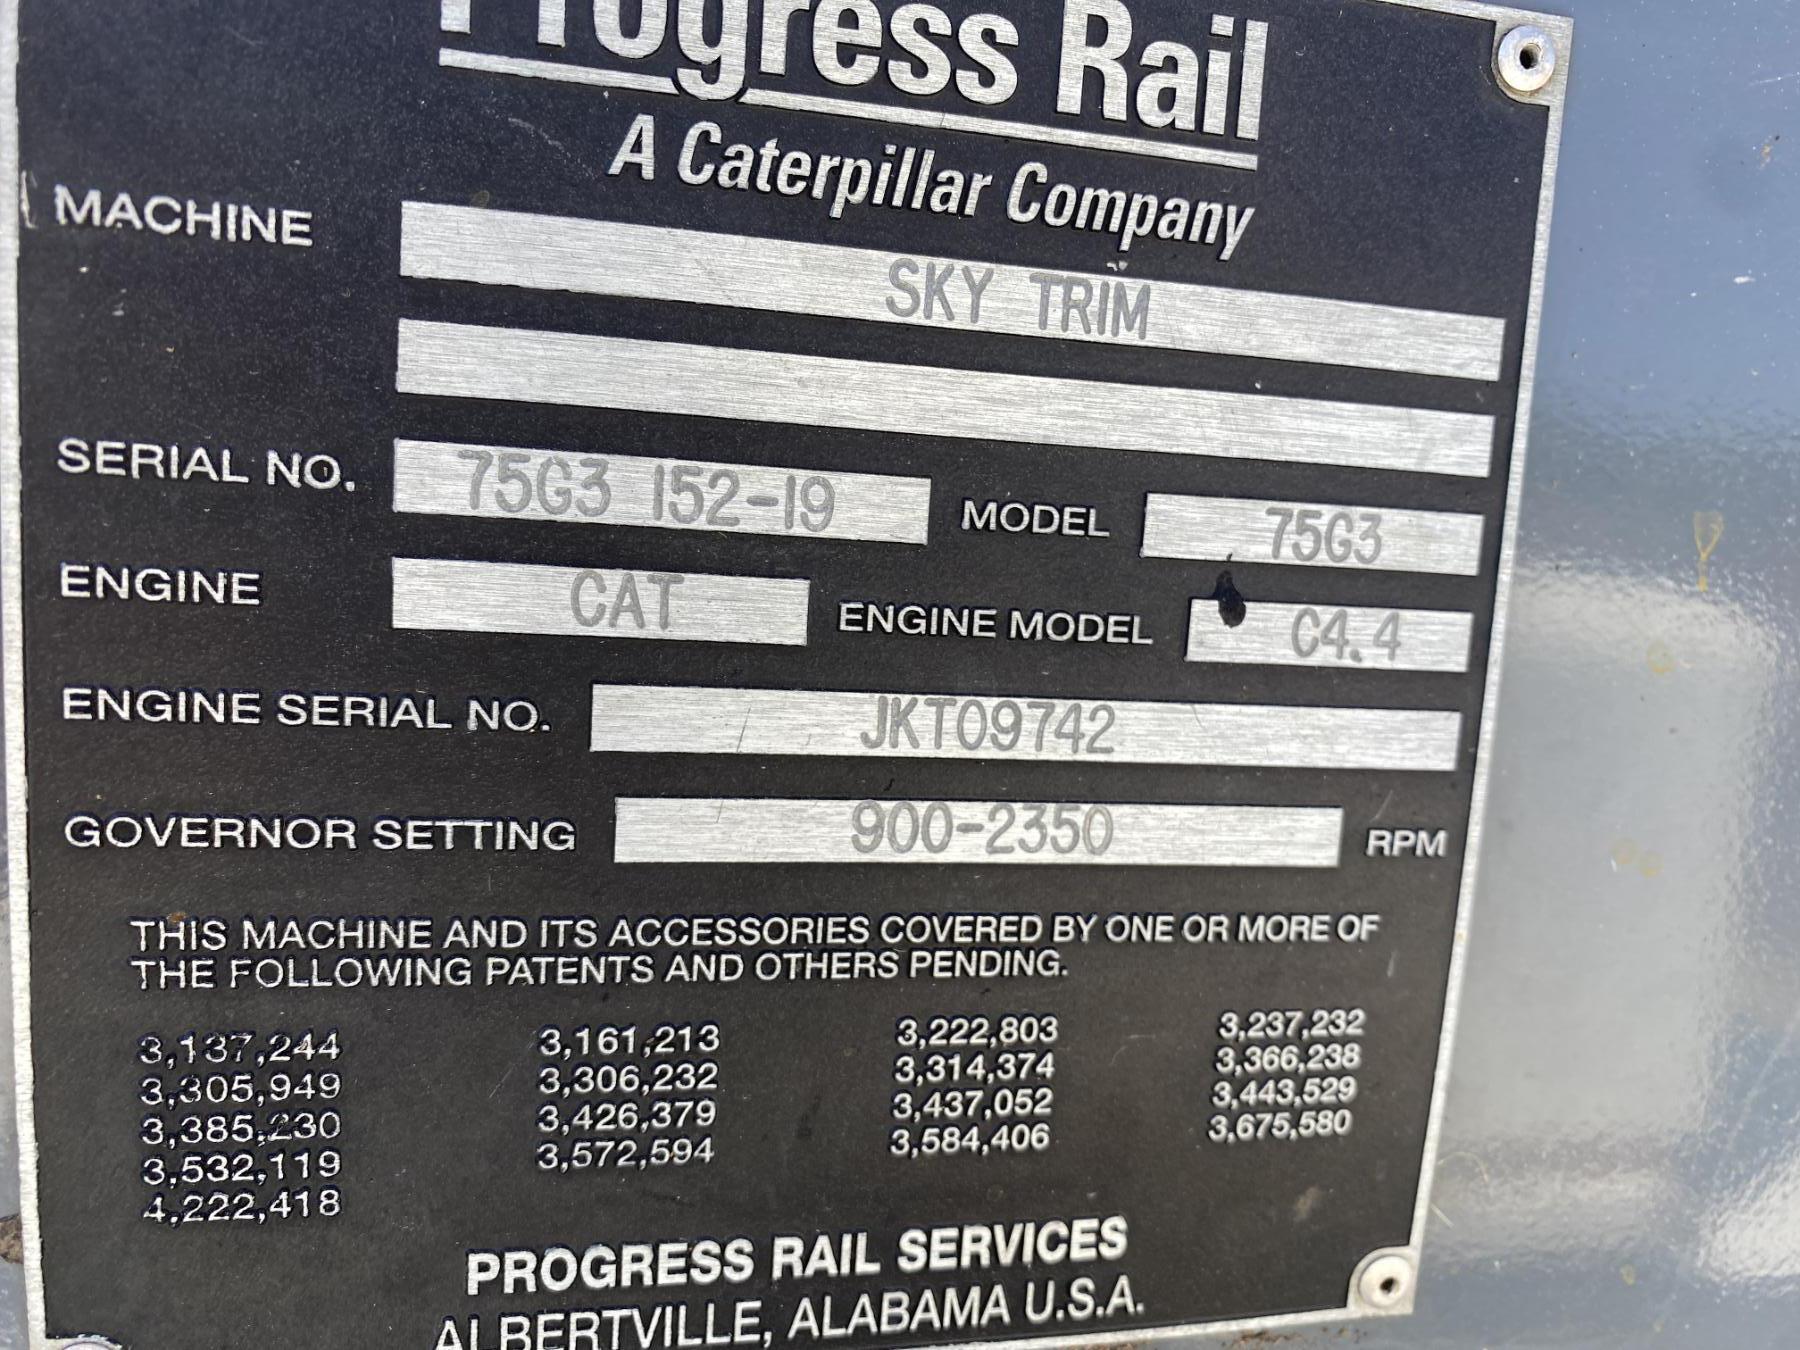 Progress Rail
A Caterpillar Company
MACHINE SKY TRIM
SERIAL NO. 75G3 152-19 MODEL 75G3
ENGINE CAT ENGINE MODEL C4.4
ENGINE SERIAL NO. JKT09742
GOVERNOR SETTING 900-2350 RPM
THIS MACHINE AND ITS ACCESSORIES COVERED BY ONE OR MORE OF
THE FOLLOWING PATENTS AND OTHERS PENDING.
3,137,244 3,161,213 3,222,803 3,237,232
3,305,949 3,306,232 3,314,374 3,366,238
3,385,230 3,426,379 3,437,052 3,443,529
3,532,119 3,572,594 3,584,406 3,675,580
4,222,418
PROGRESS RAIL SERVICES
ALBERTVILLE, ALABAMA U.S.A.